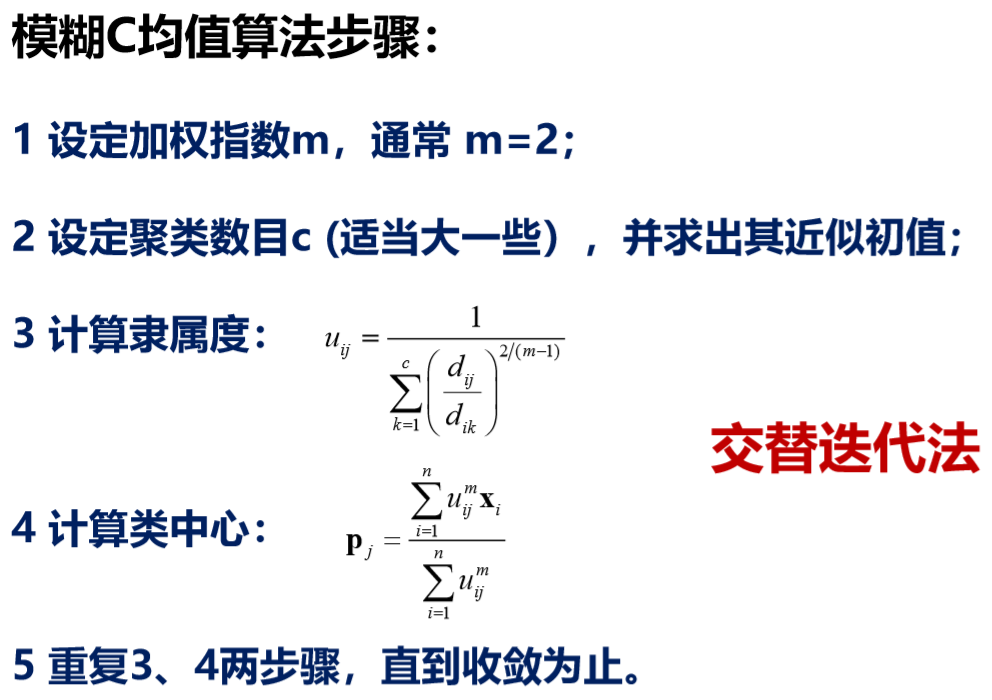 模糊C均值算法步骤：
1 设定加权指数m，通常 m=2；
2 设定聚类数目c (适当大一些），并求出其近似初值；
3 计算隶属度： u_{ij} = \frac{1}{\sum_{k=1}^{c} \left( \frac{d_{ij}}{d_{ik}} \right)^{2/(m-1)}}
交替迭代法
4 计算类中心： \mathbf{p}_j = \frac{\sum_{i=1}^{n} u_{ij}^{m} \mathbf{x}_i}{\sum_{i=1}^{n} u_{ij}^{m}}
5 重复3、4两步骤，直到收敛为止。